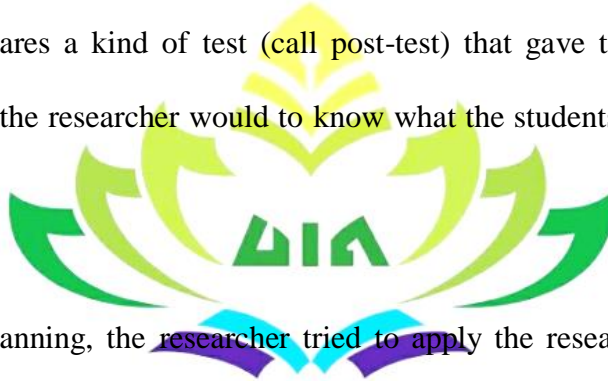 ares a kind of test (call post-test) that gave t
the researcher would to know what the student
UIN
anning, the researcher tried to apply the resea